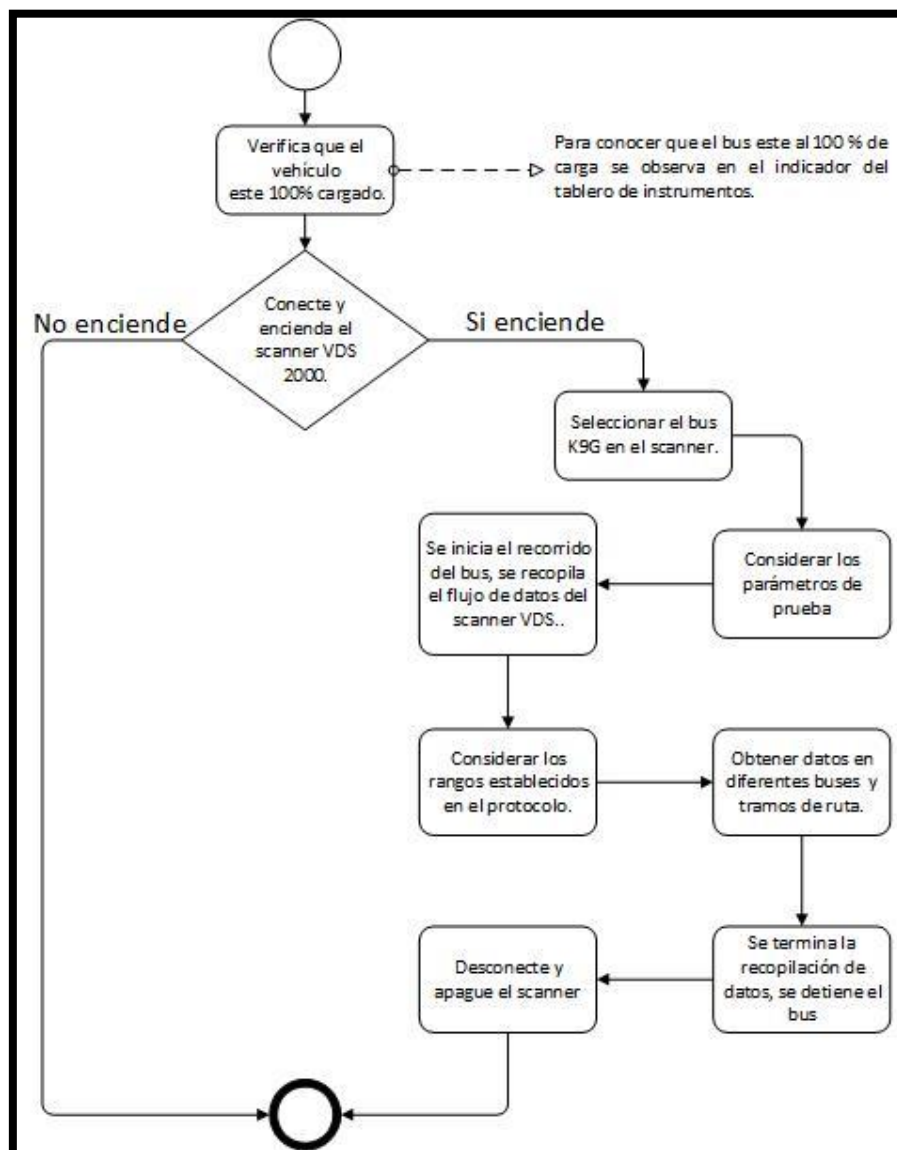 Verifica que el
vehículo
este 100% cargado.
Para conocer que el bus este al 100 % de
carga se observa en el indicador del
tablero de instrumentos.
Conecte y
encienda el
scanner VDS
2000.
No enciende
Si enciende
Seleccionar el bus
K9G en el scanner.
Considerar los
parámetros de
prueba
Se inicia el recorrido
del bus, se recopila
el flujo de datos del
scanner VDS..
Considerar los
rangos establecidos
en el protocolo.
Obtener datos en
diferentes buses y
tramos de ruta.
Se termina la
recopilación de
datos, se detiene el
bus
Desconecte y
apague el scanner